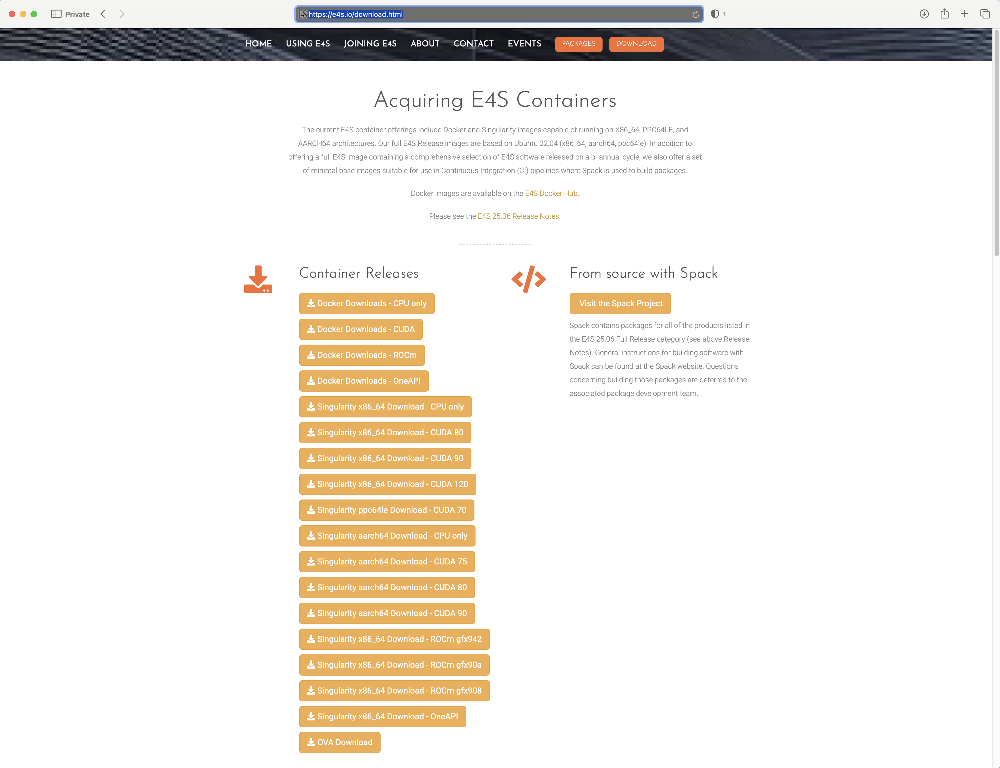 Private
https://e4s.io/download.html
1
HOME USING E4S JOINING E4S ABOUT CONTACT EVENTS PACKAGES DOWNLOAD
Acquiring E4S Containers
The current E4S container offerings include Docker and Singularity images capable of running on X86_64, PPC64LE, and
AARCH64 architectures. Our full E4S Release images are based on Ubuntu 22.04 (x86_64, aarch64, ppc64le). In addition to
offering a full E4S image containing a comprehensive selection of E4S software released on a bi-annual cycle, we also offer a set
of minimal base images suitable for use in Continuous Integration (CI) pipelines where Spack is used to build packages.
Docker images are available on the E4S Docker Hub.
Please see the E4S 25.06 Release Notes.
Container Releases
Docker Downloads - CPU only
Docker Downloads - CUDA
Docker Downloads - ROCm
Docker Downloads - OneAPI
Singularity x86_64 Download - CPU only
Singularity x86_64 Download - CUDA 80
Singularity x86_64 Download - CUDA 90
Singularity x86_64 Download - CUDA 120
Singularity ppc64le Download - CUDA 70
Singularity aarch64 Download - CPU only
Singularity aarch64 Download - CUDA 75
Singularity aarch64 Download - CUDA 80
Singularity aarch64 Download - CUDA 90
Singularity x86_64 Download - ROCm gfx942
Singularity x86_64 Download - ROCm gfx90a
Singularity x86_64 Download - ROCm gfx908
Singularity x86_64 Download - OneAPI
OVA Download
From source with Spack
Visit the Spack Project
Spack contains packages for all of the products listed in
the E4S 25.06 Full Release category (see above Release
Notes). General instructions for building software with
Spack can be found at the Spack website. Questions
concerning building those packages are deferred to the
associated package development team.